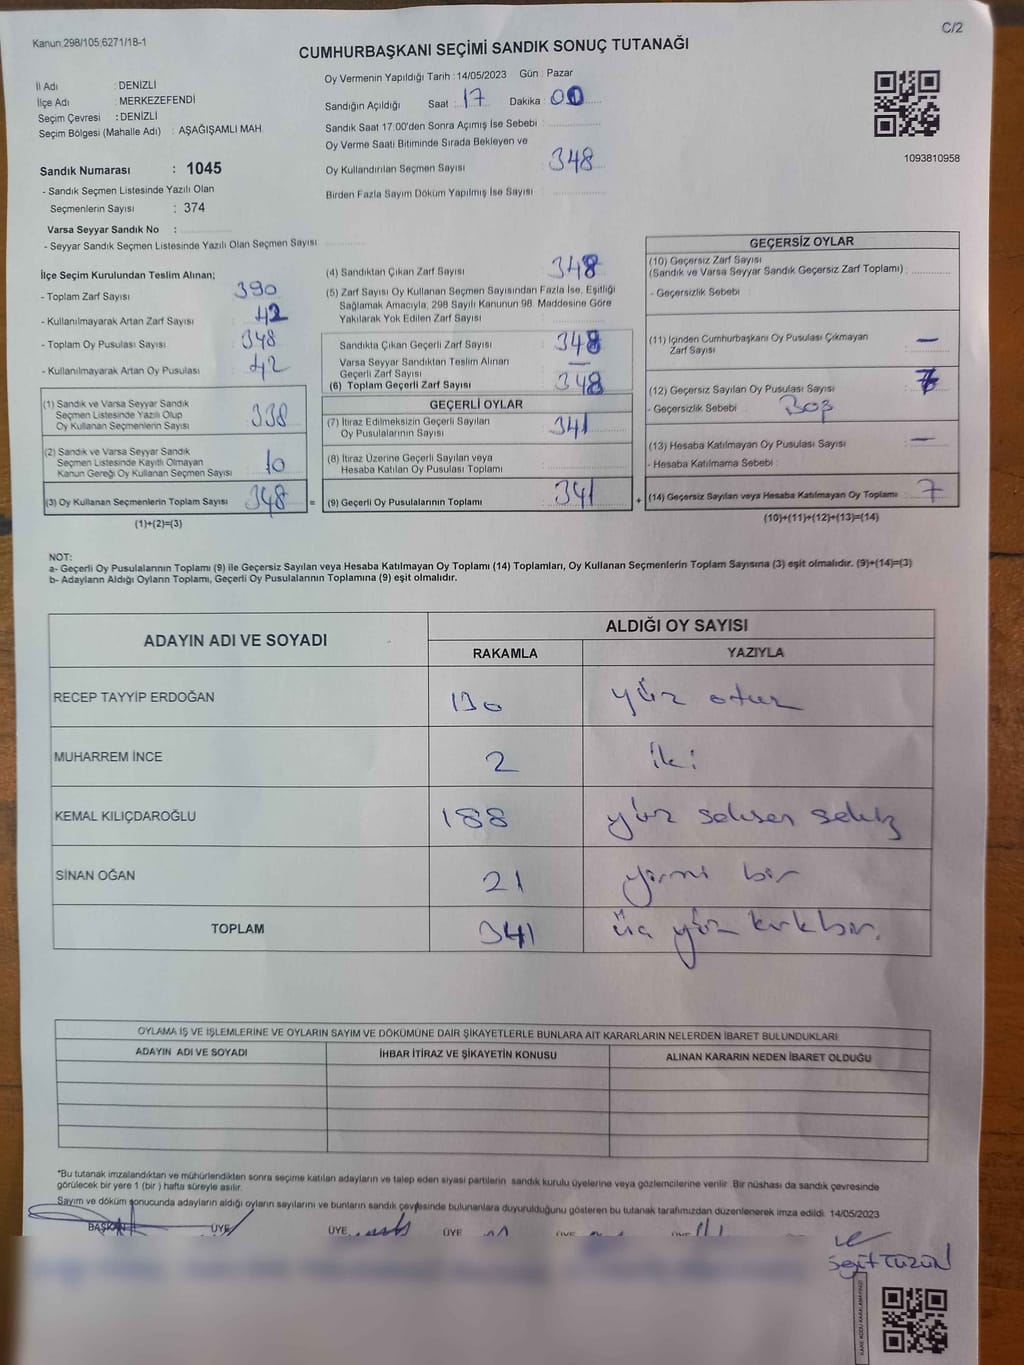 Kanun:298/105;6271/18-1
C/2
CUMHURBAŞKANI SEÇİMİ SANDIK SONUÇ TUTANAĞI
İl Adı : DENİZLİ
İlçe Adı : MERKEZEFENDİ
Seçim Çevresi : DENİZLİ
Seçim Bölgesi (Mahalle Adı) : AŞAĞIŞAMLI MAH.
Sandık Numarası : 1045
- Sandık Seçmen Listesinde Yazılı Olan
Seçmenlerin Sayısı : 374
Varsa Seyyar Sandık No :
- Seyyar Sandık Seçmen Listesinde Yazılı Olan Seçmen Sayısı
Oy Vermenin Yapıldığı Tarih : 14/05/2023 Gün : Pazar
Sandığın Açıldığı Saat : 17 Dakika : 00
Sandık Saat 17:00'den Sonra Açımış İse Sebebi :
Oy Verme Saati Bitiminde Sırada Bekleyen ve
Oy Kullandırılan Seçmen Sayısı : 348
Birden Fazla Sayım Döküm Yapılmış İse Sayısı
1093810958
İlçe Seçim Kurulundan Teslim Alınan;
- Toplam Zarf Sayısı : 390
- Kullanılmayarak Artan Zarf Sayısı : 42
- Toplam Oy Pusulası Sayısı : 348
- Kullanılmayarak Artan Oy Pusulası : 42
(1) Sandık ve Varsa Seyyar Sandık
Seçmen Listesinde Yazılı Olup
Oy Kullanan Seçmenlerin Sayısı : 338
(2) Sandık ve Varsa Seyyar Sandık
Seçmen Listesinde Kayıtlı Olmayan
Kanun Gereği Oy Kullanan Seçmen Sayısı : 10
(3) Oy Kullanan Seçmenlerin Toplam Sayısı : 348 =
(1)+(2)=(3)
(4) Sandıktan Çıkan Zarf Sayısı : 348
(5) Zarf Sayısı Oy Kullanan Seçmen Sayısından Fazla İse, Eşitliği
Sağlamak Amacıyla, 298 Sayılı Kanunun 98. Maddesine Göre
Yakılarak Yok Edilen Zarf Sayısı :
Sandıkta Çıkan Geçerli Zarf Sayısı : 348
Varsa Seyyar Sandıktan Teslim Alınan
Geçerli Zarf Sayısı : —
(6) Toplam Geçerli Zarf Sayısı : 348
GEÇERLİ OYLAR
(7) İtiraz Edilmeksizin Geçerli Sayılan
Oy Pusulalarının Sayısı : 341
(8) İtiraz Üzerine Geçerli Sayılan veya
Hesaba Katılan Oy Pusulası Toplamı :
(9) Geçerli Oy Pusulalarının Toplamı : 341 +
GEÇERSİZ OYLAR
(10) Geçersiz Zarf Sayısı
(Sandık ve Varsa Seyyar Sandık Geçersiz Zarf Toplamı) :
- Geçersizlik Sebebi :
(11) İçinden Cumhurbaşkanı Oy Pusulası Çıkmayan
Zarf Sayısı : —
(12) Geçersiz Sayılan Oy Pusulası Sayısı : 7
- Geçersizlik Sebebi : Boş
(13) Hesaba Katılmayan Oy Pusulası Sayısı : —
- Hesaba Katılmama Sebebi :
(14) Geçersiz Sayılan veya Hesaba Katılmayan Oy Toplamı : 7
(10)+(11)+(12)+(13)=(14)
NOT:
a- Geçerli Oy Pusulalarının Toplamı (9) ile Geçersiz Sayılan veya Hesaba Katılmayan Oy Toplamı (14) Toplamları, Oy Kullanan Seçmenlerin Toplam Sayısına (3) eşit olmalıdır. (9)+(14)=(3)
b- Adayların Aldığı Oyların Toplamı, Geçerli Oy Pusulalarının Toplamına (9) eşit olmalıdır.
ADAYIN ADI VE SOYADI
ALDIĞI OY SAYISI
RAKAMLA YAZIYLA
RECEP TAYYİP ERDOĞAN 130 yüz otuz
MUHARREM İNCE 2 iki
KEMAL KILIÇDAROĞLU 188 yüz seksen sekiz
SİNAN OĞAN 21 yirmi bir
TOPLAM 341 üç yüz kırkbir.
OYLAMA İŞ VE İŞLEMLERİNE VE OYLARIN SAYIM VE DÖKÜMÜNE DAİR ŞİKAYETLERLE BUNLARA AİT KARARLARIN NELERDEN İBARET BULUNDUKLARI
ADAYIN ADI VE SOYADI İHBAR İTİRAZ VE ŞİKAYETİN KONUSU ALINAN KARARIN NEDEN İBARET OLDUĞU
*Bu tutanak imzalandıktan ve mühürlendikten sonra seçime katılan adayların ve talep eden siyasi partilerin sandık kurulu üyelerine veya gözlemcilerine verilir. Bir nüshası da sandık çevresinde
görülecek bir yere 1 (bir) hafta süreyle asılır.
Sayım ve döküm sonucunda adayların aldığı oyların sayılarını ve bunların sandık çevresinde bulunanlara duyurulduğunu gösteren bu tutanak tarafımızdan düzenlenerek imza edildi. 14/05/2023
BAŞKAN ÜYE ÜYE ÜYE ÜYE ÜYE